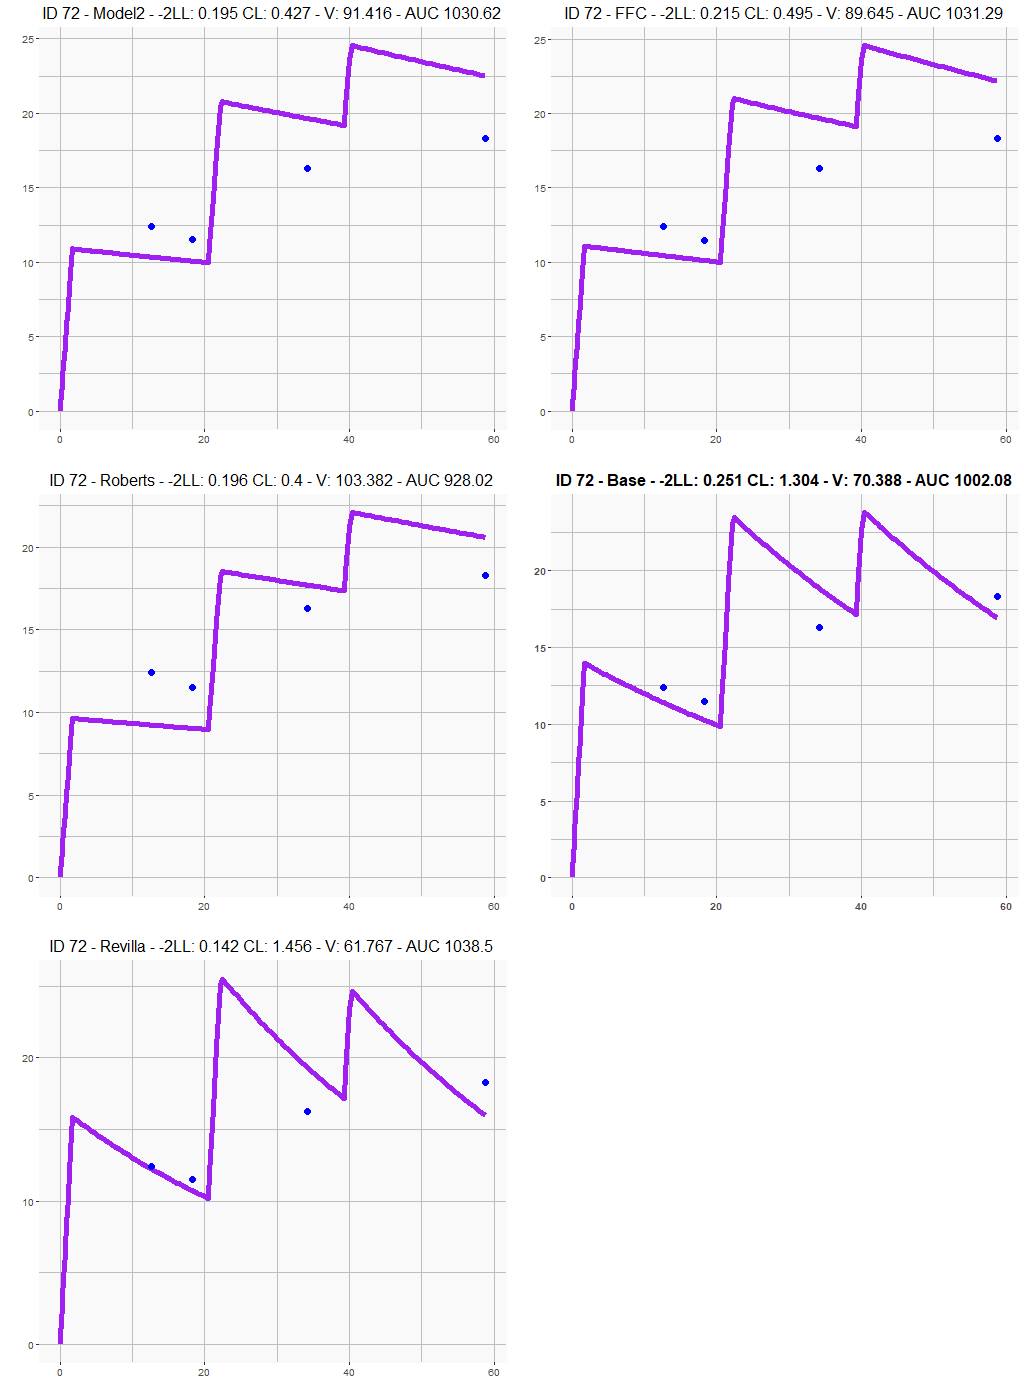 ID 72 - Model2 - -2LL: 0.195 CL: 0.427 - V: 91.416 - AUC 1030.62
25
20
15
10
5
0
0 20 40 60
ID 72 - FFC - -2LL: 0.215 CL: 0.495 - V: 89.645 - AUC 1031.29
25
20
15
10
5
0
0 20 40 60
ID 72 - Roberts - -2LL: 0.196 CL: 0.4 - V: 103.382 - AUC 928.02
20
15
10
5
0
0 20 40 60
ID 72 - Base - -2LL: 0.251 CL: 1.304 - V: 70.388 - AUC 1002.08
20
15
10
5
0
0 20 40 60
ID 72 - Revilla - -2LL: 0.142 CL: 1.456 - V: 61.767 - AUC 1038.5
20
10
0
0 20 40 60